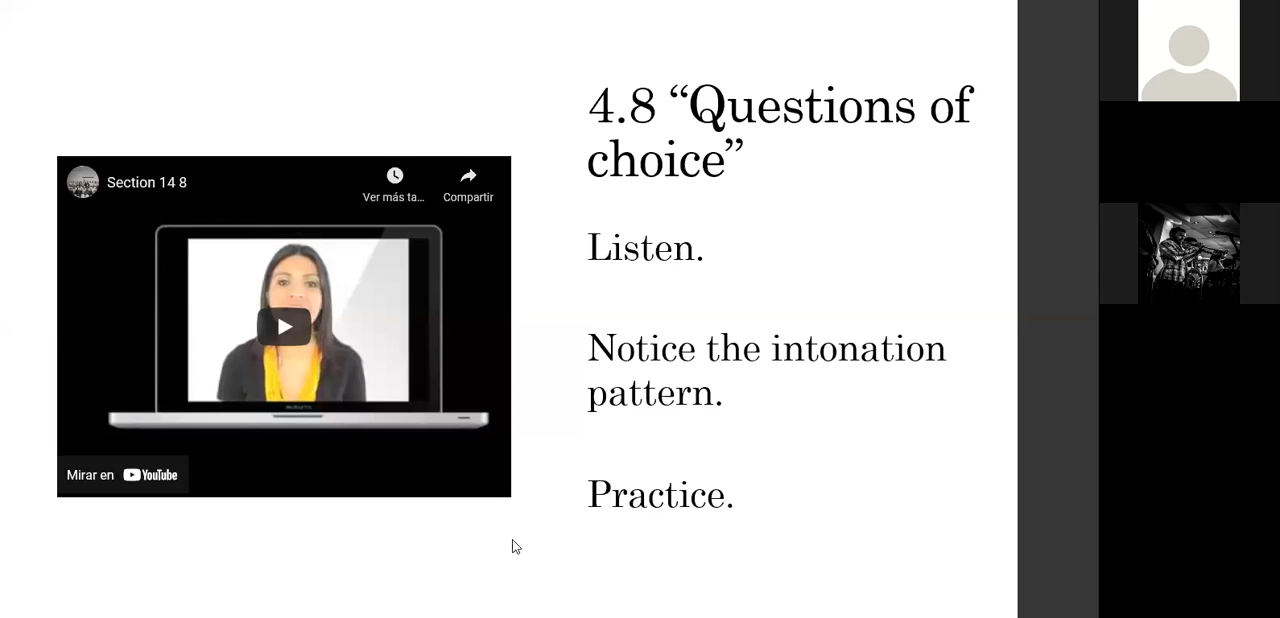 4.8 “Questions of
choice”
Section 14 8
Ver más ta...
Compartir
Listen.
Notice the intonation
pattern.
Mirar en YouTube
Practice.